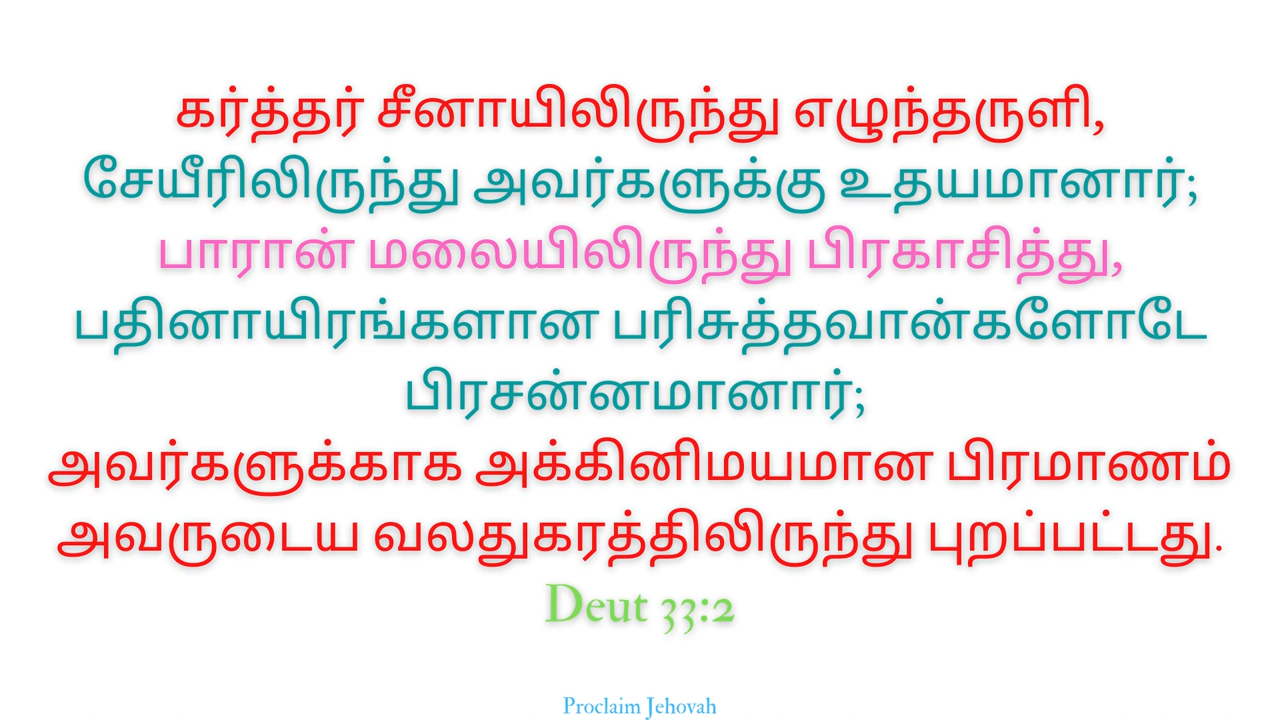 கர்த்தர் சீனாயிலிருந்து எழுந்தருளி,
சேயீரிலிருந்து அவர்களுக்கு உதயமானார்;
பாரான் மலையிலிருந்து பிரகாசித்து,
பதினாயிரங்களான பரிசுத்தவான்களோடே
பிரசன்னமானார்;
அவர்களுக்காக அக்கினிமயமான பிரமாணம்
அவருடைய வலதுகரத்திலிருந்து புறப்பட்டது.
Deut 33:2
Proclaim Jehovah